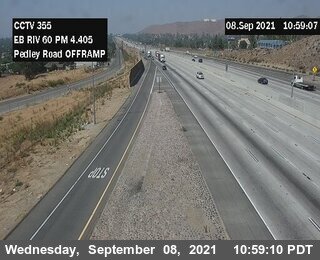 CCTV 355
08.Sep 2021 10:59:07
EB RIV 60 PM 4.405
Pedley Road OFFRAMP
STOP
Wednesday, September 08, 2021 10:59:10 PDT